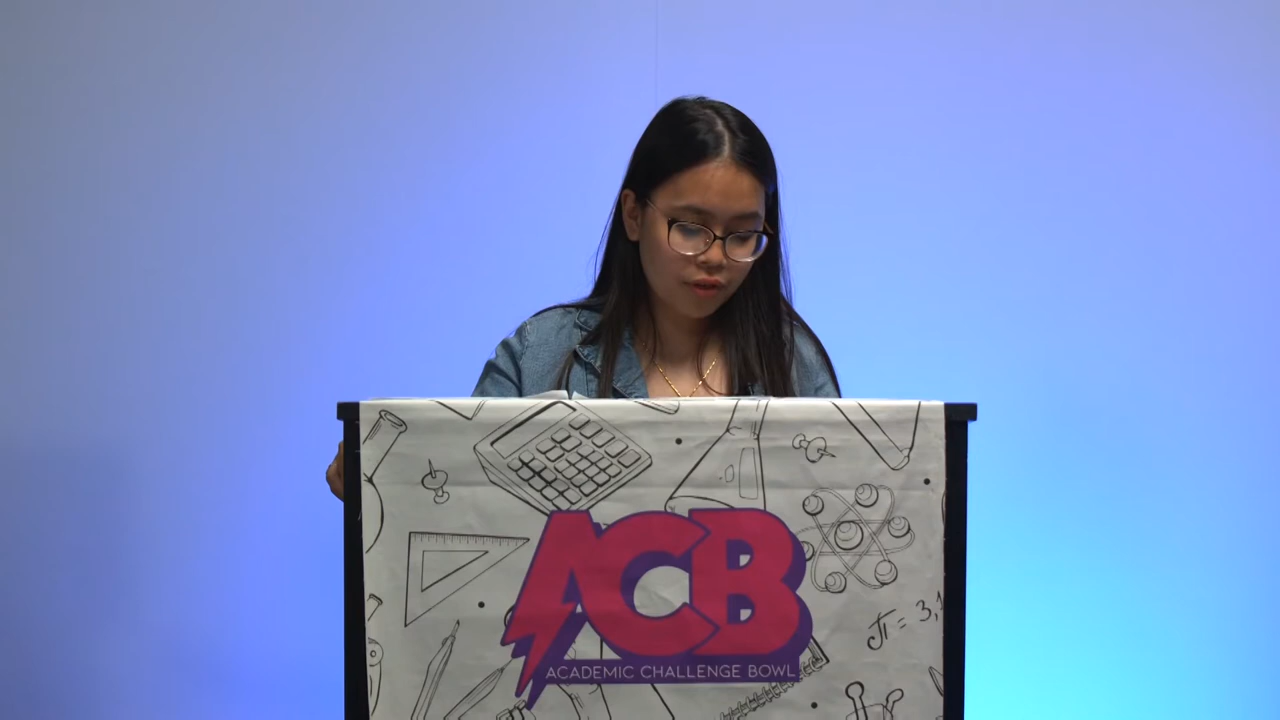 ACB
ACADEMIC CHALLENGE BOWL
π = 3,1